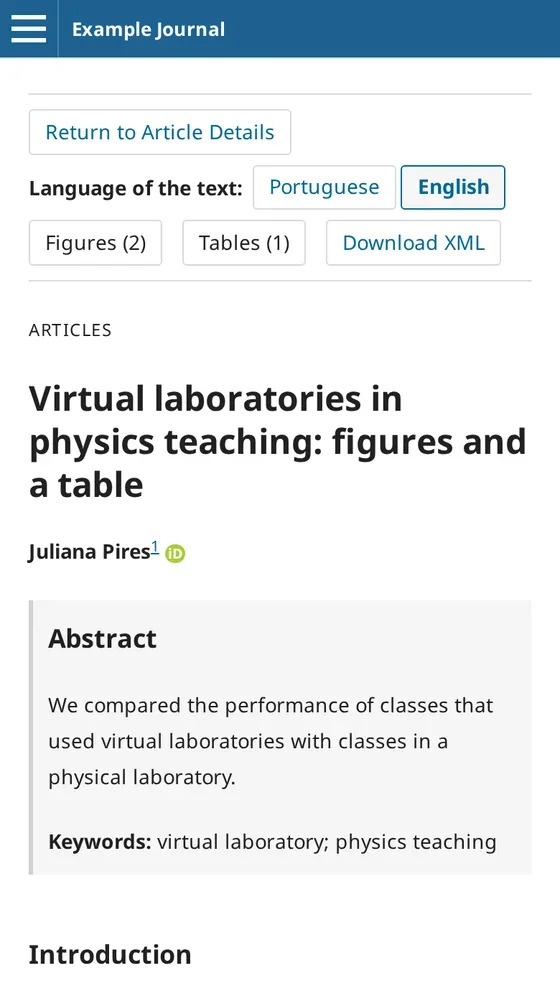 Example Journal
Return to Article Details
Language of the text: Portuguese English
Figures (2) Tables (1) Download XML
ARTICLES
Virtual laboratories in
physics teaching: figures and
a table
Juliana Pires1 iD
Abstract
We compared the performance of classes that
used virtual laboratories with classes in a
physical laboratory.
Keywords: virtual laboratory; physics teaching
Introduction